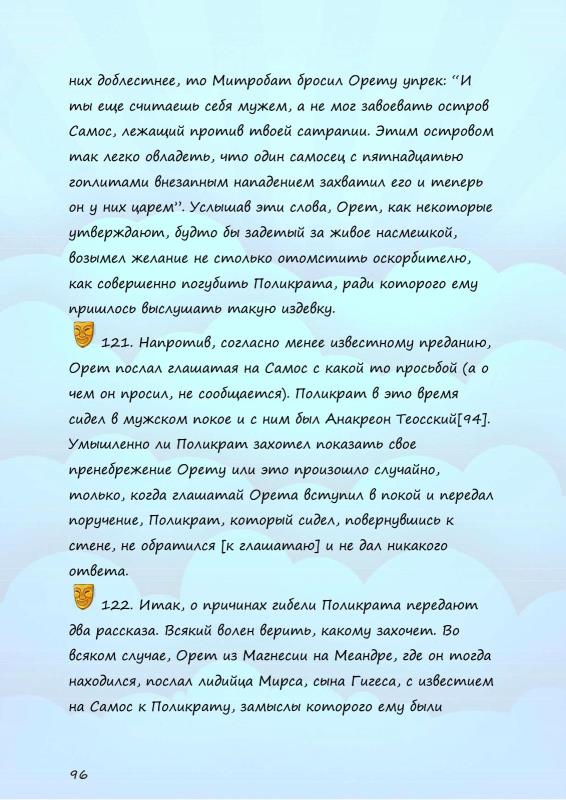 них доблестнее, то Митробат бросил Орету упрек: “И
ты еще считаешь себя мужем, а не мог завоевать остров
Самос, лежащий против твоей сатрапии. Этим островом
так легко овладеть, что один самосец с пятнадцатью
гоплитами внезапным нападением захватил его и теперь
он у них царем”. Услышав эти слова, Орет, как некоторые
утверждают, будто бы задетый за живое насмешкой,
возымел желание не столько отомстить оскорбителю,
как совершенно погубить Поликрата, ради которого ему
пришлось выслушать такую издевку.
121. Напротив, согласно менее известному преданию,
Орет послал глашатая на Самос с какой то просьбой (а о
чем он просил, не сообщается). Поликрат в это время
сидел в мужском покое и с ним был Анакреон Теосский[94].
Умышленно ли Поликрат захотел показать свое
пренебрежение Орету или это произошло случайно,
только, когда глашатай Орета вступил в покой и передал
поручение, Поликрат, который сидел, повернувшись к
стене, не обратился [к глашатаю] и не дал никакого
ответа.
122. Итак, о причинах гибели Поликрата передают
два рассказа. Всякий волен верить, какому захочет. Во
всяком случае, Орет из Магнесии на Меандре, где он тогда
находился, послал лидийца Мирса, сына Гигеса, с известием
на Самос к Поликрату, замыслы которого ему были
96